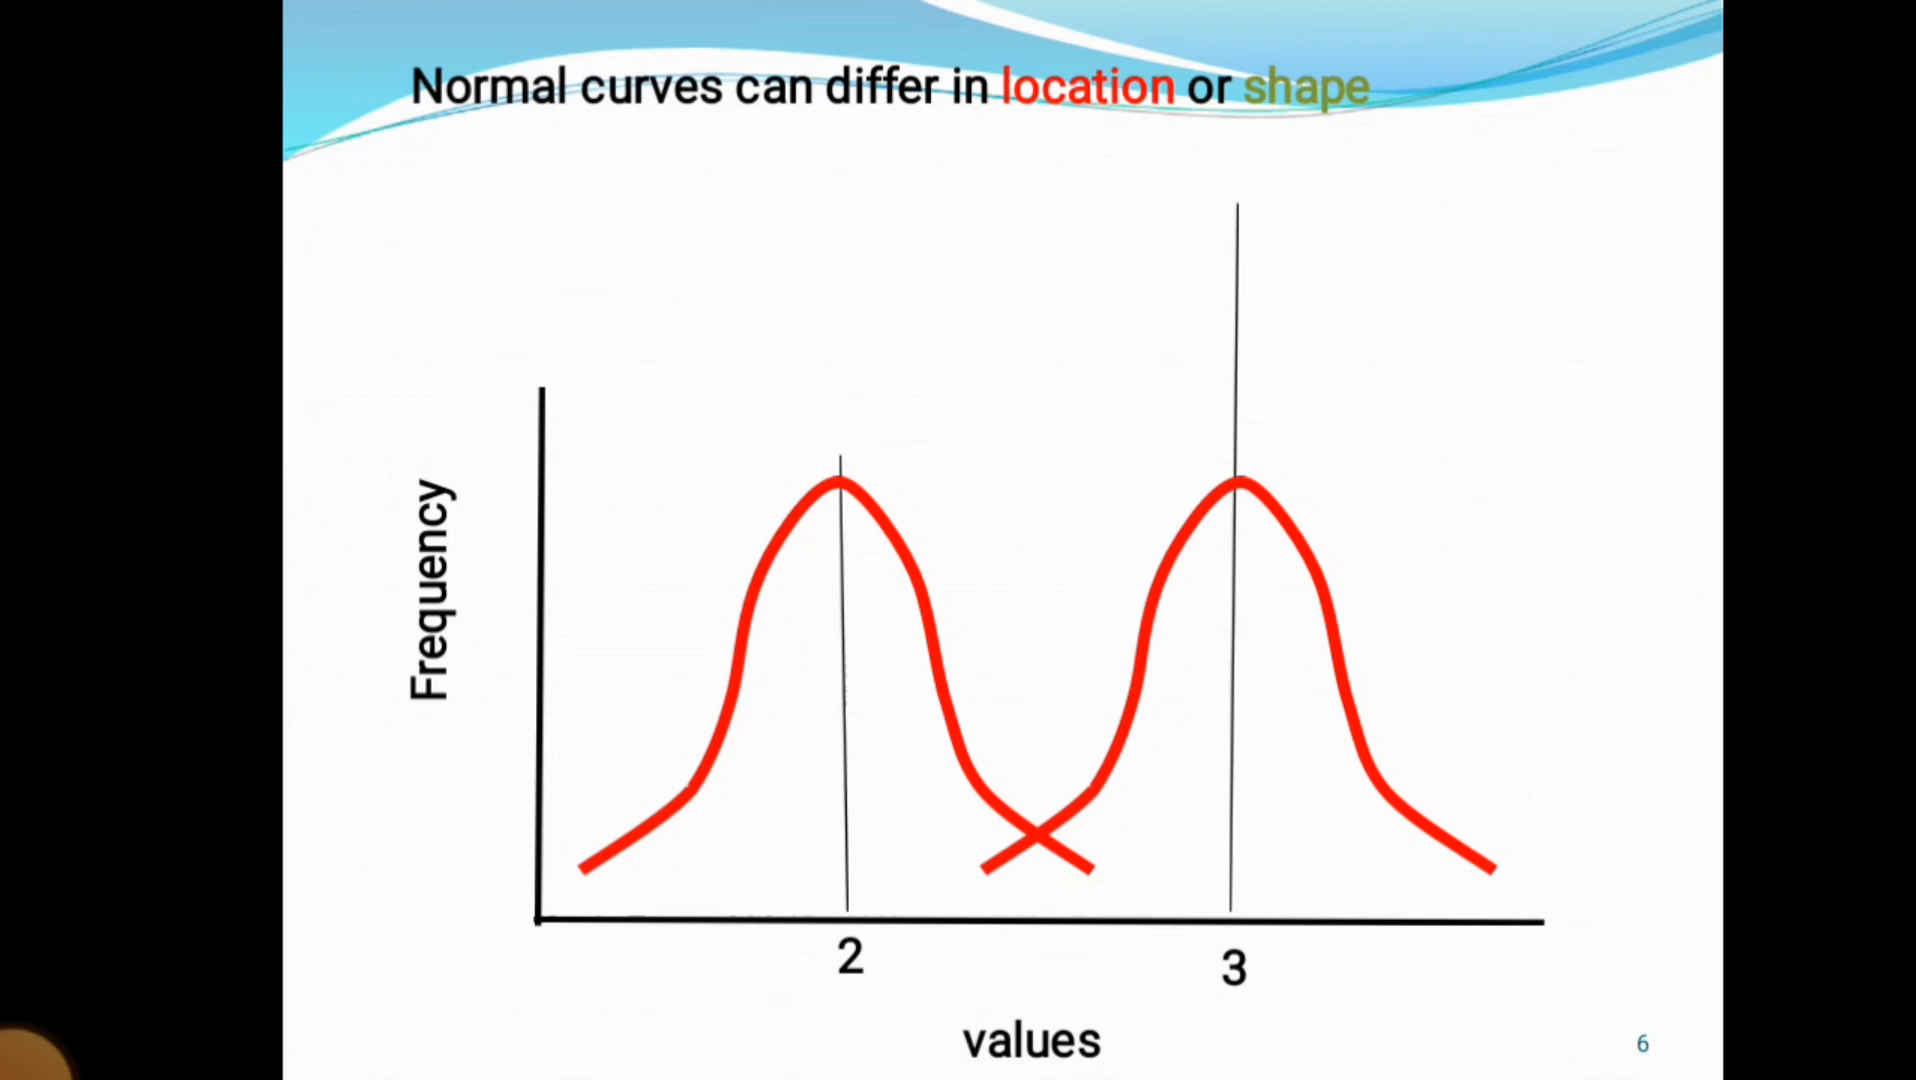 Normal curves can differ in location or shape
Frequency
2
3
values
6